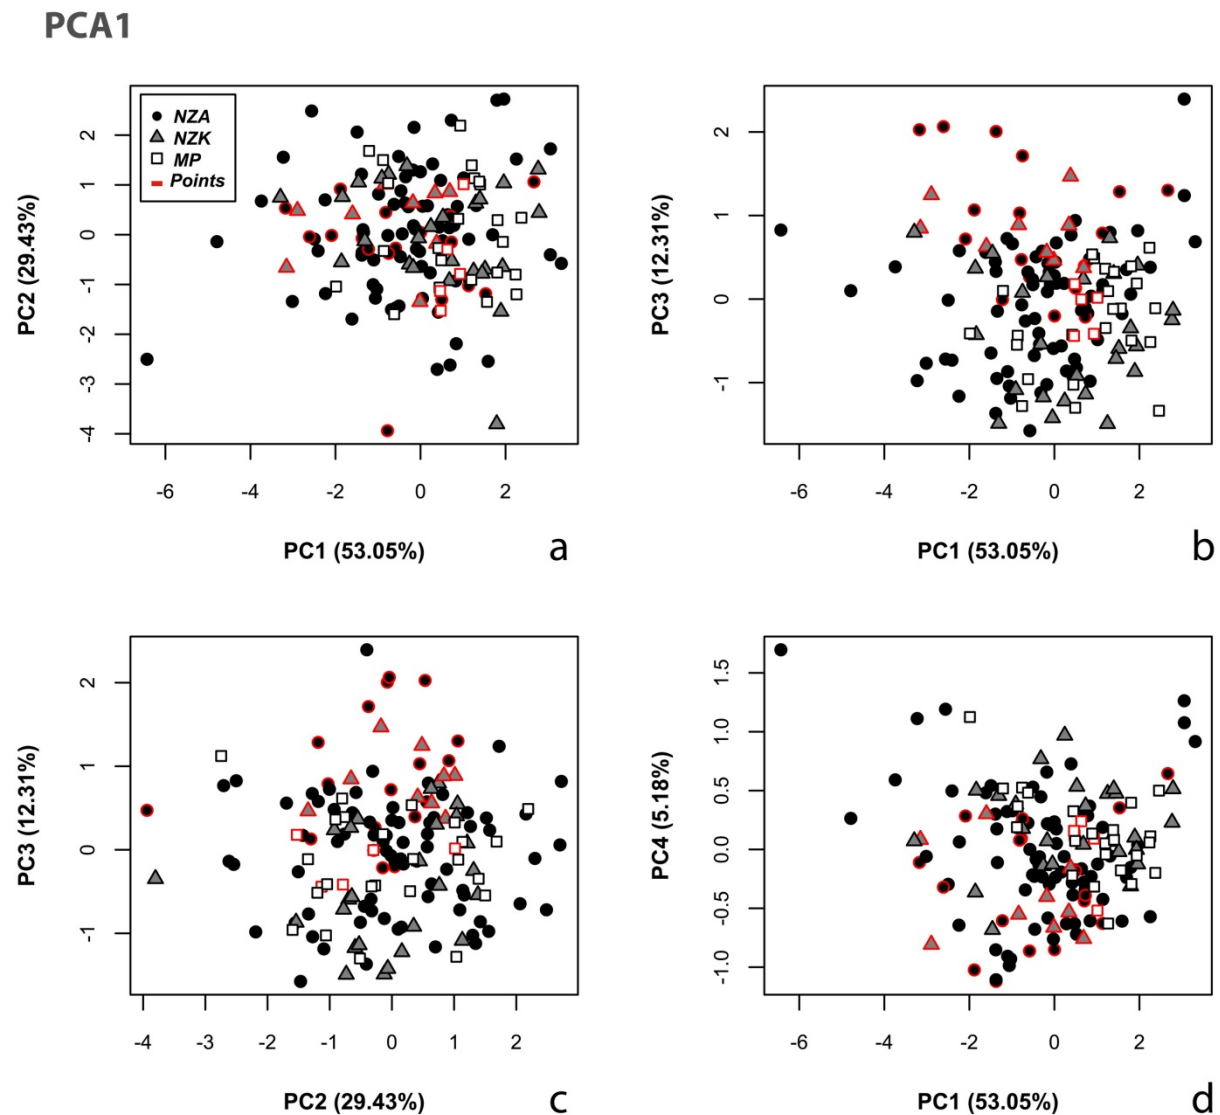 PCA1
NZA
NZK
MP
Points
PC2 (29.43%)
2
1
0
-1
-2
-3
-4
-6
-4
-2
0
2
PC1 (53.05%)
a
PC3 (12.31%)
2
1
0
-1
-6
-4
-2
0
2
PC1 (53.05%)
b
PC3 (12.31%)
2
1
0
-1
-4
-3
-2
-1
0
1
2
PC2 (29.43%)
c
PC4 (5.18%)
1.5
1.0
0.5
0.0
-0.5
-1.0
-6
-4
-2
0
2
PC1 (53.05%)
d